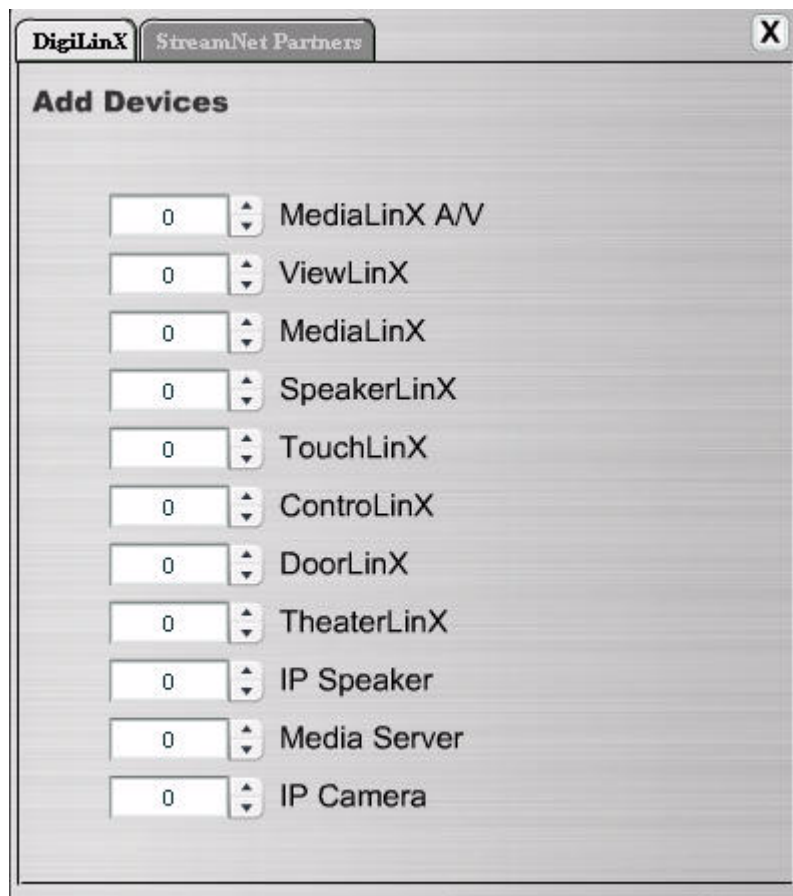 DigiLinX StreamNet Partners X
Add Devices
0 MediaLinX A/V
0 ViewLinX
0 MediaLinX
0 SpeakerLinX
0 TouchLinX
0 ControLinX
0 DoorLinX
0 TheaterLinX
0 IP Speaker
0 Media Server
0 IP Camera